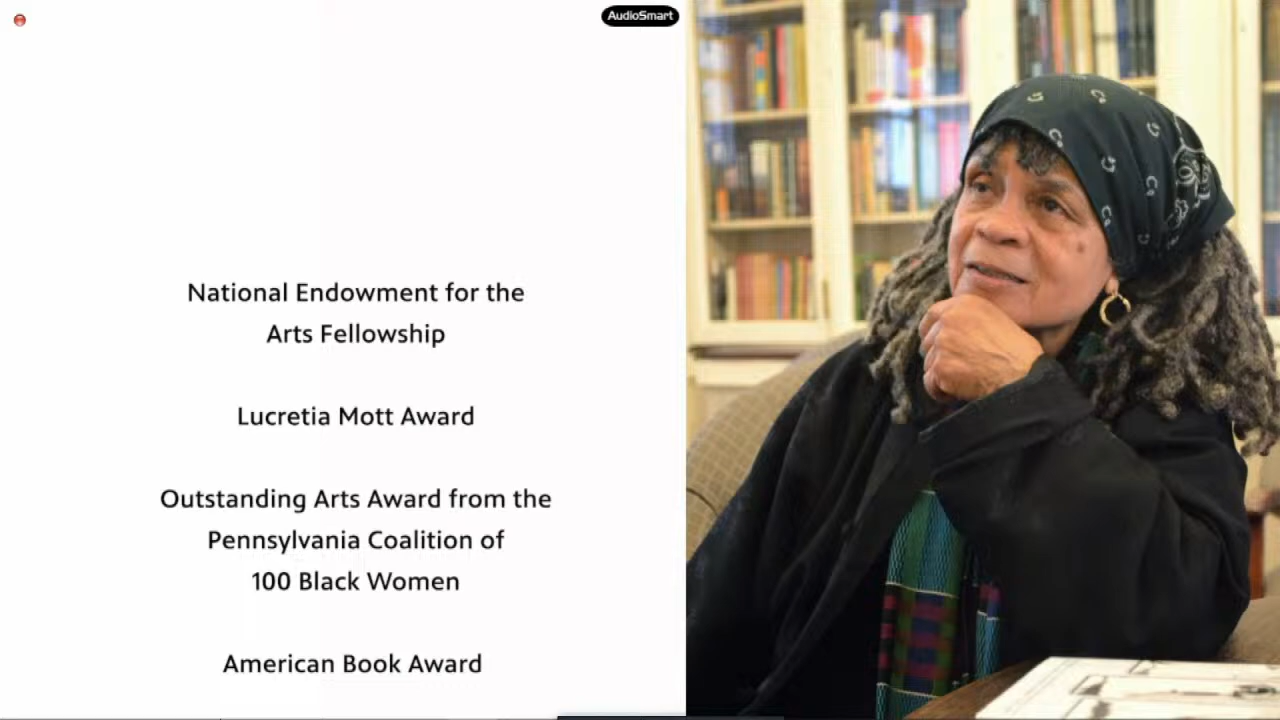 AudioSmart
National Endowment for the
Arts Fellowship
Lucretia Mott Award
Outstanding Arts Award from the
Pennsylvania Coalition of
100 Black Women
American Book Award